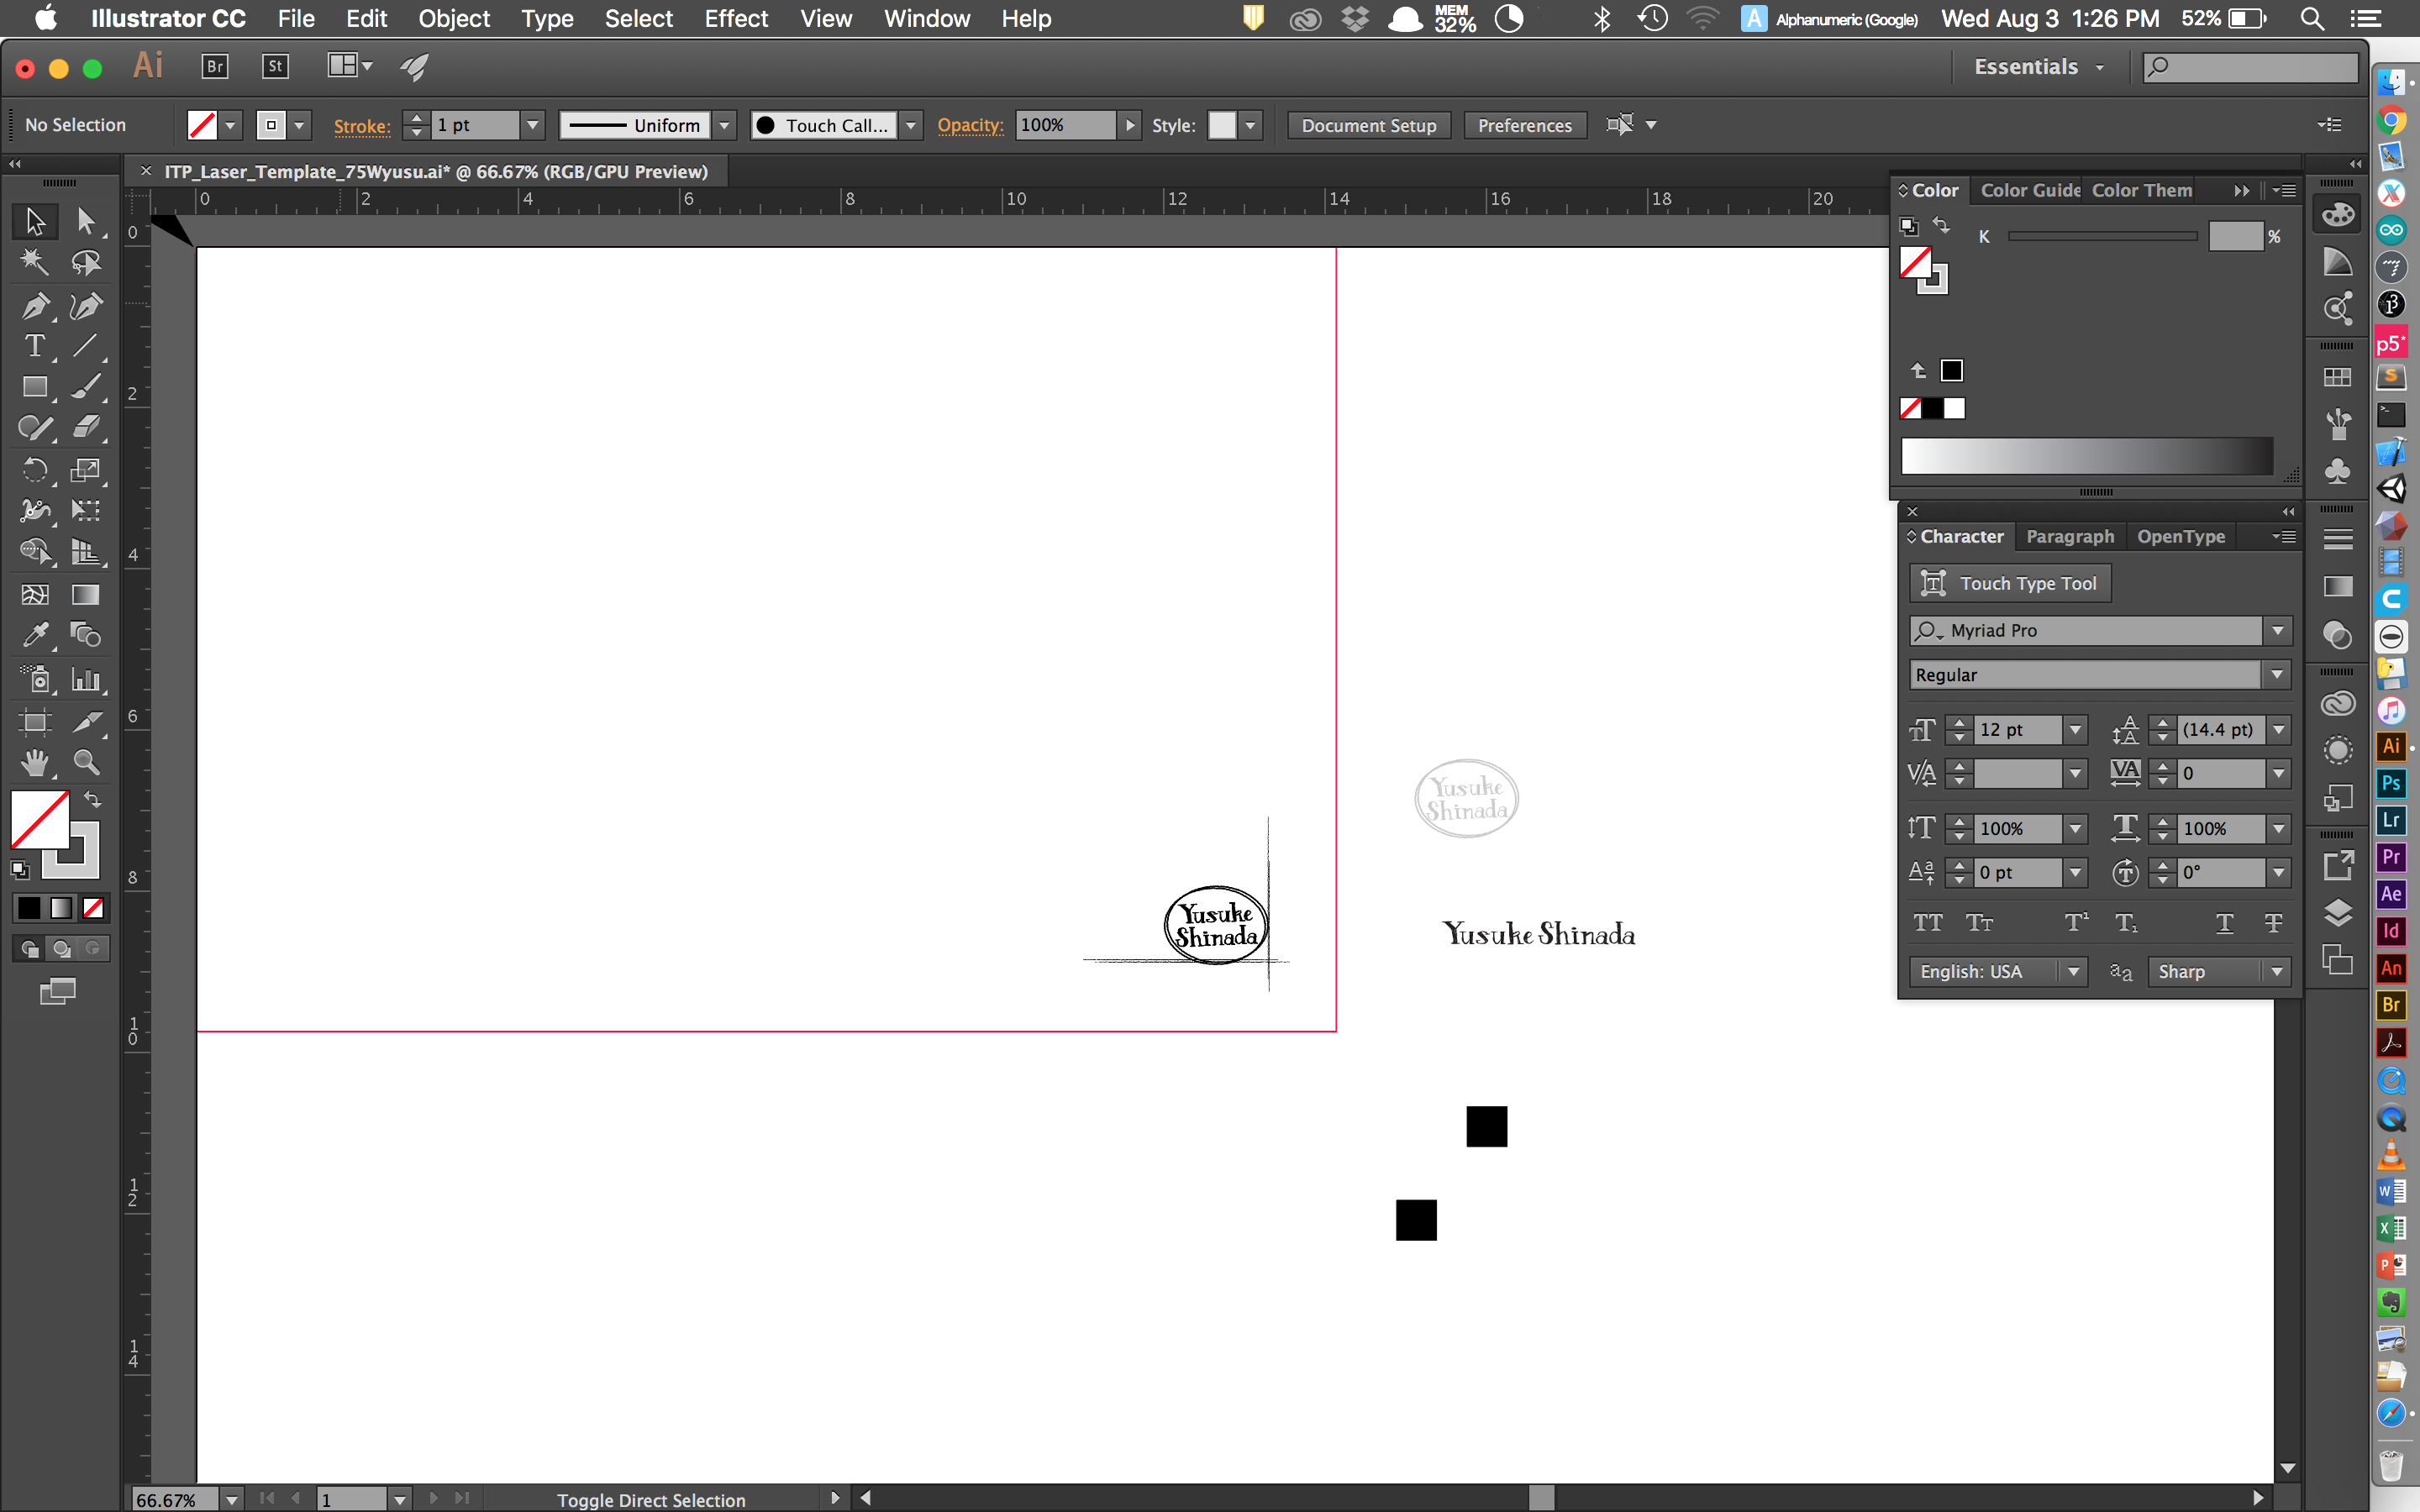 Illustrator CC File Edit Object Type Select Effect View Window Help MEM 32% A Alphanumeric (Google) Wed Aug 3 1:26 PM 52%
Ai Br St Essentials
No Selection Stroke: 1 pt Uniform Touch Call... Opacity: 100% Style: Document Setup Preferences
ITP_Laser_Template_75Wyusu.ai* @ 66.67% (RGB/GPU Preview)
0 2 4 6 8 10 12 14 16 18 20
0
2
4
6
8
10
12
14
Color Color Guide Color Them
K %
Character Paragraph OpenType
Touch Type Tool
Myriad Pro
Regular
12 pt (14.4 pt)
0
100% 100%
0 pt 0°
English: USA Sharp
Yusuke
Shinada
Yusuke
Shinada
Yusuke Shinada
p5*
Ai
Ps
Lr
Pr
Ae
Id
An
Br
66.67% 1 Toggle Direct Selection